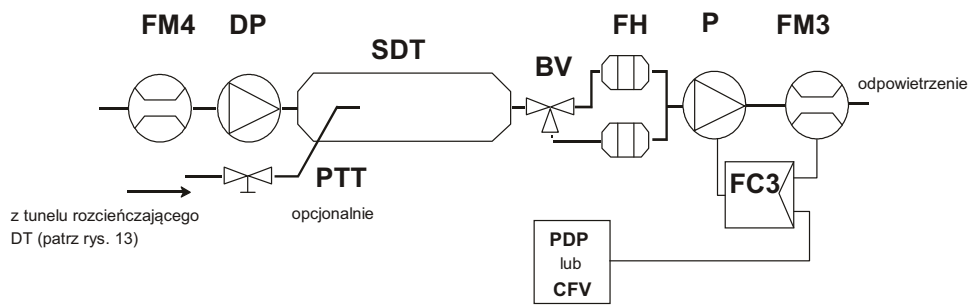 FM4 DP SDT BV FH P FM3
odpowietrzenie
PTT
opcjonalnie
FC3
z tunelu rozcieńczającego
DT (patrz rys. 13)
PDP
lub
CFV